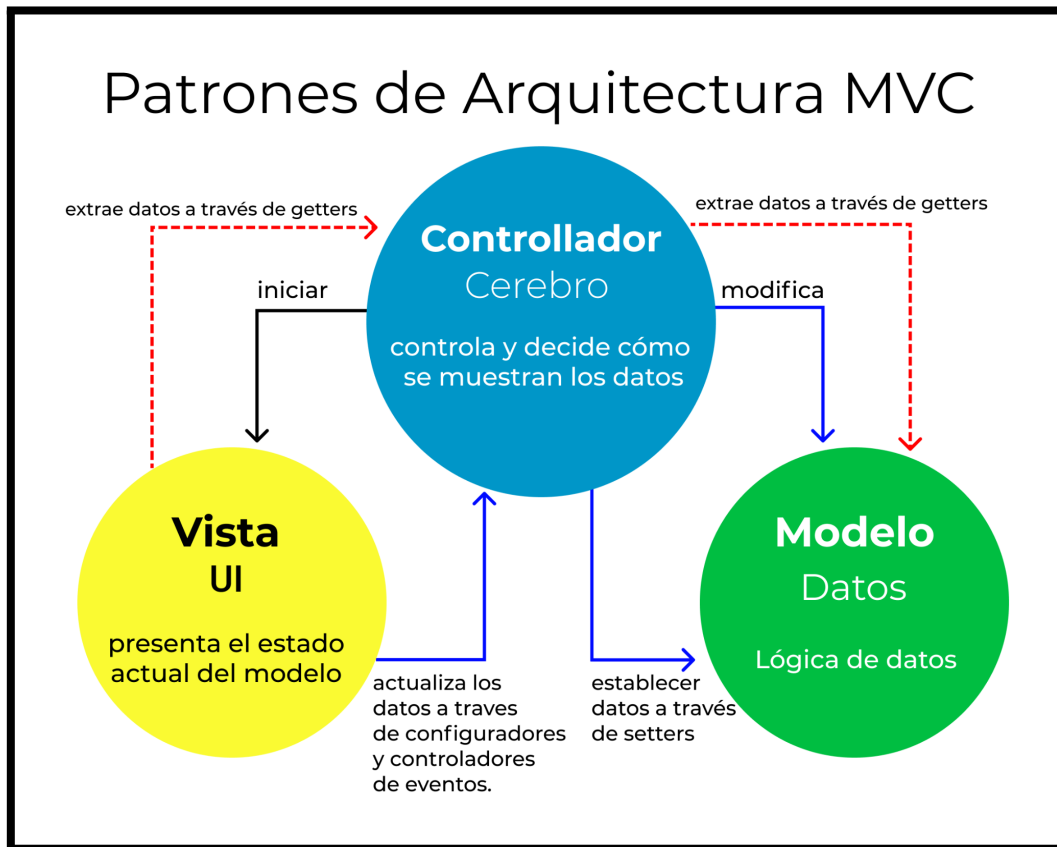 Patrones de Arquitectura MVC
extrae datos a través de getters
extrae datos a través de getters
Controllador
Cerebro
controla y decide cómo
se muestran los datos
iniciar
modifica
Vista
UI
presenta el estado
actual del modelo
Modelo
Datos
Lógica de datos
actualiza los
datos a traves
de configuradores
y controladores
de eventos.
establecer
datos a través
de setters